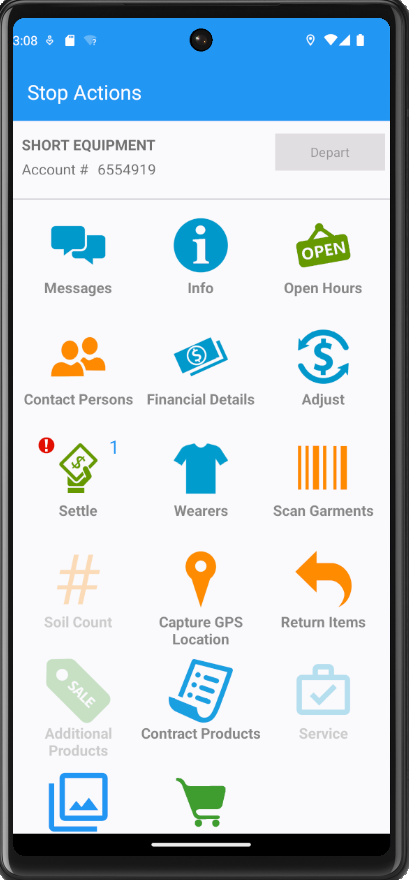 3:08
Stop Actions
SHORT EQUIPMENT
Depart
Account # 6554919
OPEN
Messages
Info
Open Hours
Contact Persons
Financial Details
Adjust
1
Settle
Wearers
Scan Garments
Soil Count
Capture GPS
Location
Return Items
SALE
Additional
Products
Contract Products
Service